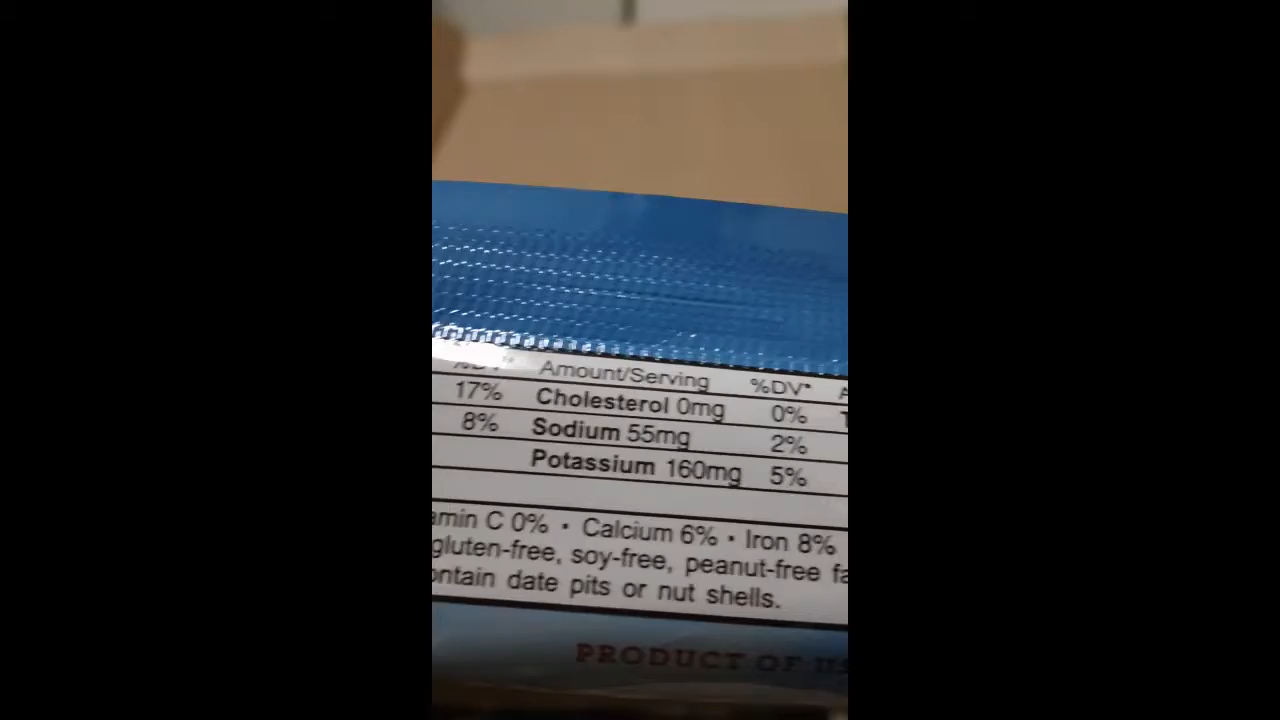 Amount/Serving %DV*
17% Cholesterol 0mg 0%
8% Sodium 55mg 2%
Potassium 160mg 5%
amin C 0% • Calcium 6% • Iron 8%
gluten-free, soy-free, peanut-free fa
ontain date pits or nut shells.
PRODUCT OF US